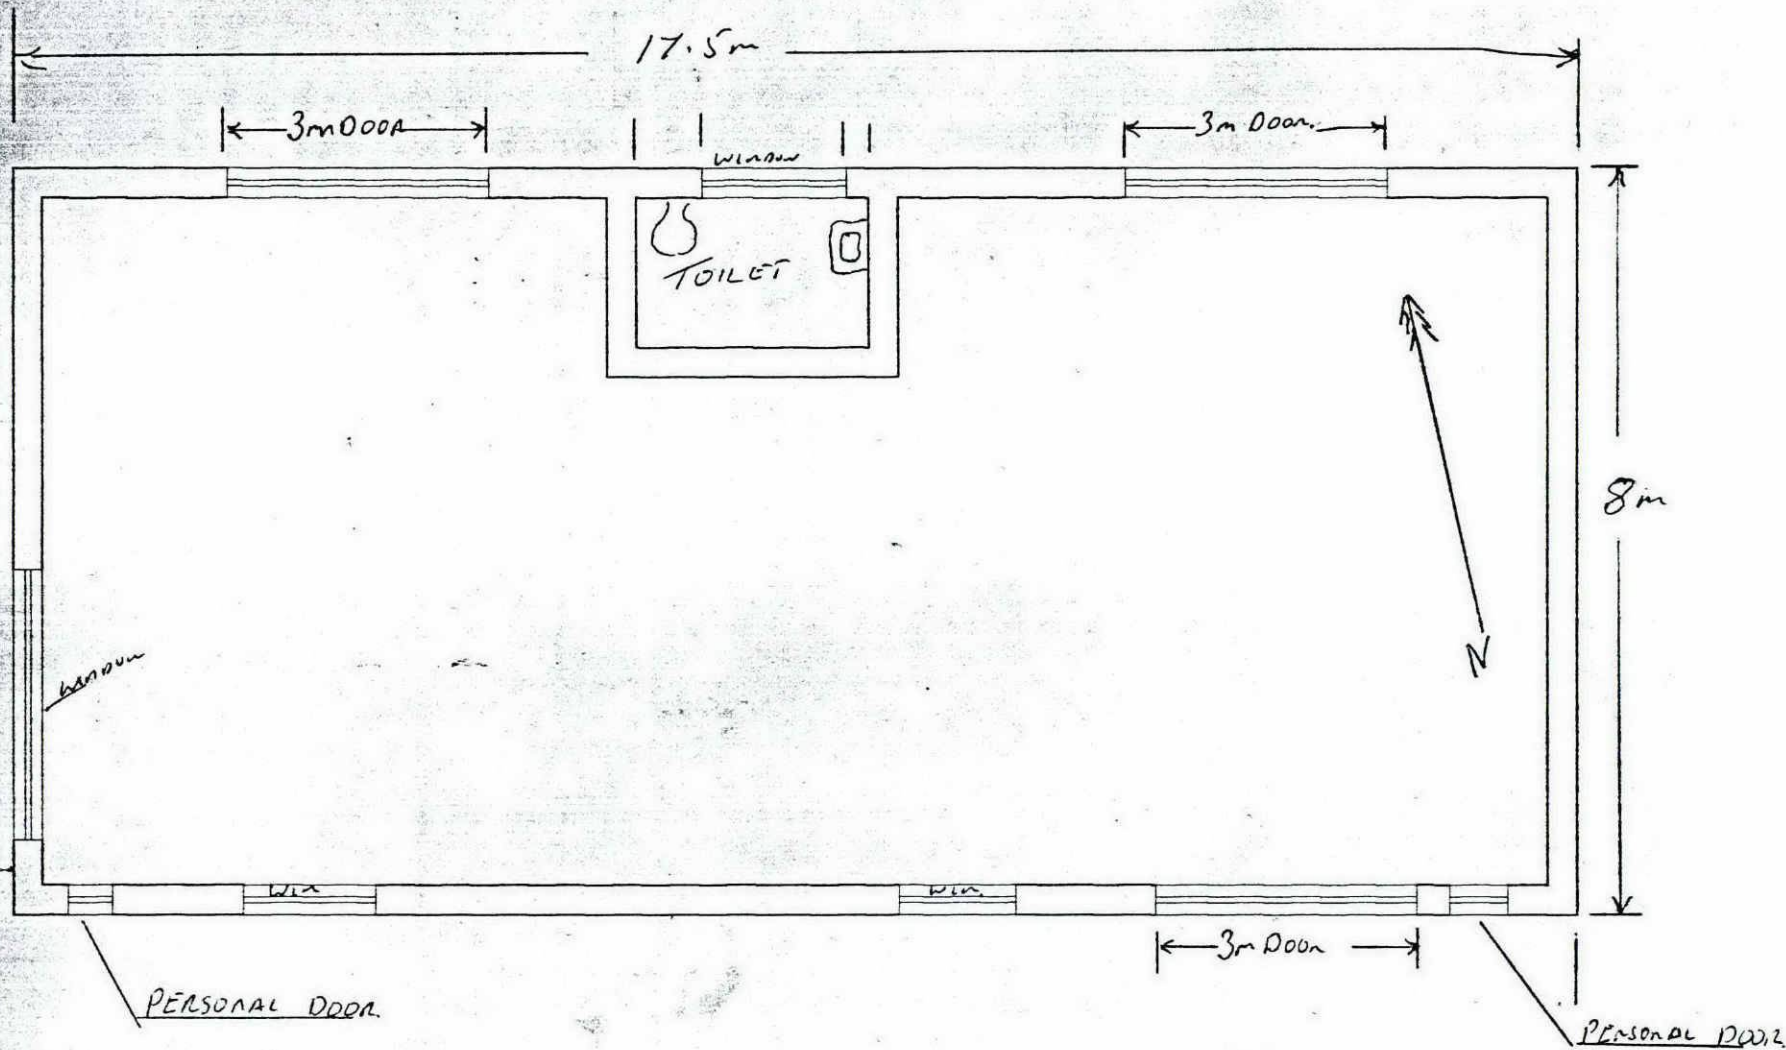 17.5m
3m DOOR
WINDOW
3m DOOR.
TOILET
8m
WINDOW
N
WIN
WIN.
3m DOOR
PERSONAL DOOR
PERSONAL DOOR